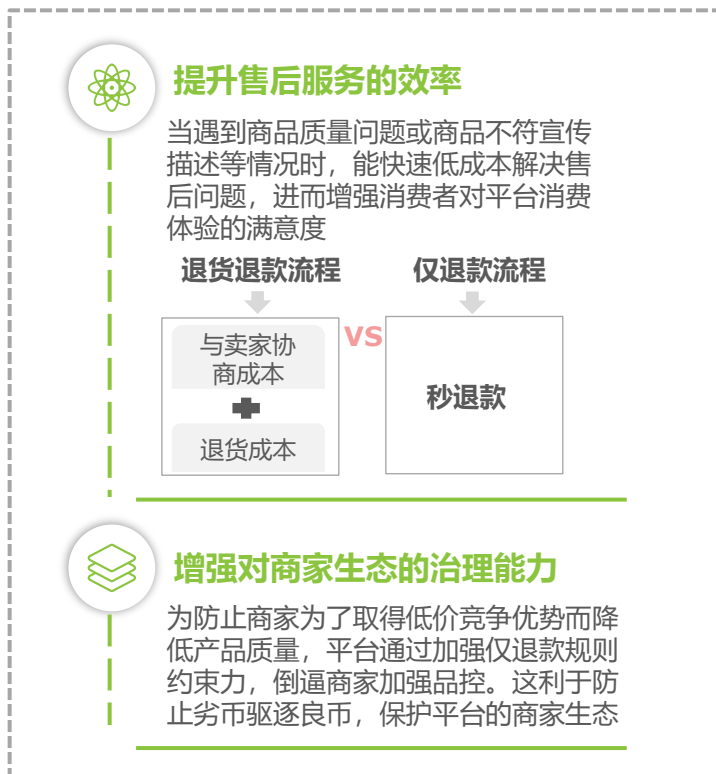 提升售后服务的效率
当遇到商品质量问题或商品不符宣传
描述等情况时，能快速低成本解决售
后问题，进而增强消费者对平台消费
体验的满意度
退货退款流程
仅退款流程
与卖家协
商成本
退货成本
VS
秒退款
增强对商家生态的治理能力
为防止商家为了取得低价竞争优势而降
低产品质量，平台通过加强仅退款规则
约束力，倒逼商家加强品控。这利于防
止劣币驱逐良币，保护平台的商家生态